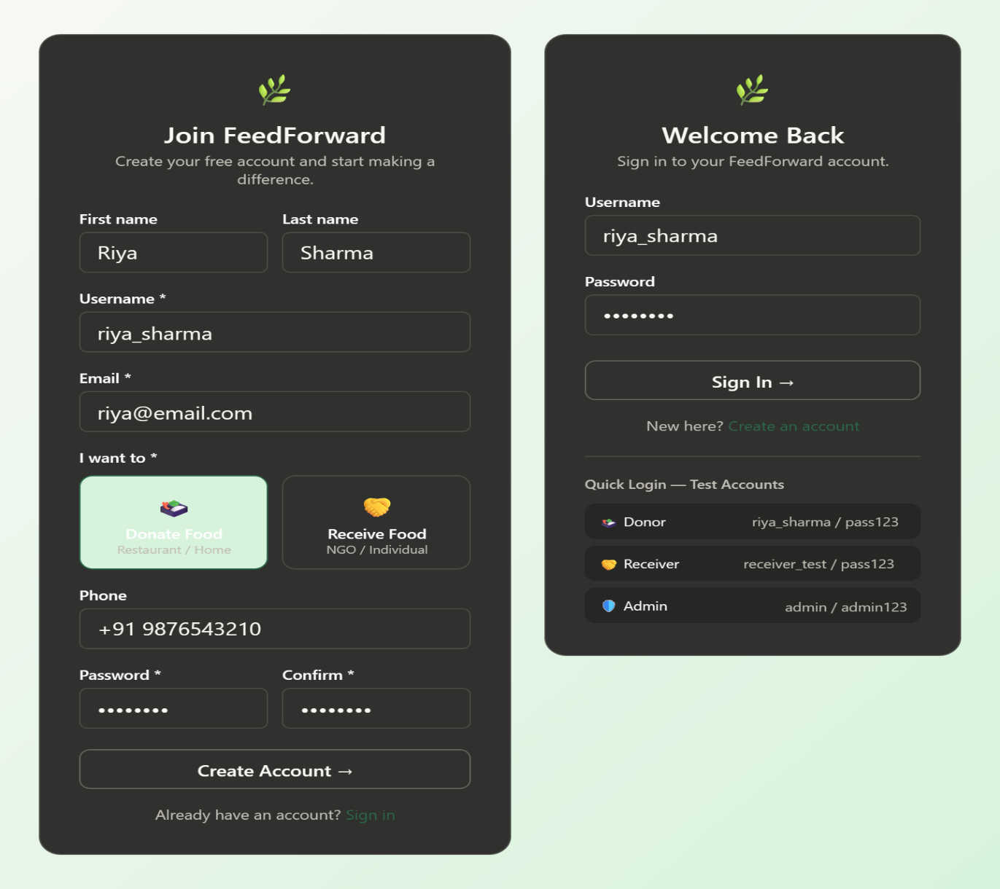 Join FeedForward
Create your free account and start making a
difference.
First name
Last name
Riya
Sharma
Username *
riya_sharma
Email *
riya@email.com
I want to *
Donate Food
Restaurant / Home
Receive Food
NGO / Individual
Phone
+91 9876543210
Password *
Confirm *
••••••••
••••••••
Create Account →
Already have an account? Sign in
Welcome Back
Sign in to your FeedForward account.
Username
riya_sharma
Password
••••••••
Sign In →
New here? Create an account
Quick Login — Test Accounts
Donor riya_sharma / pass123
Receiver receiver_test / pass123
Admin admin / admin123